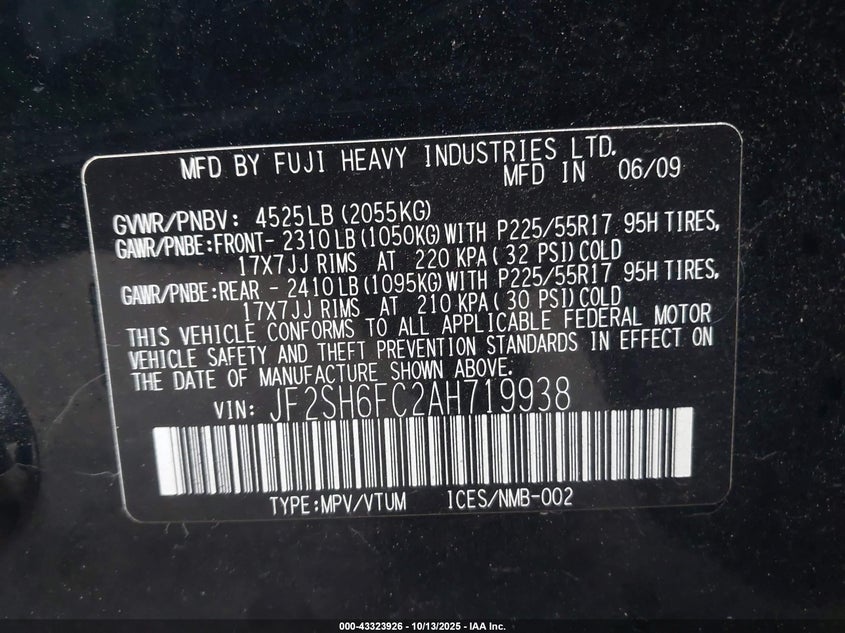 MFD BY FUJI HEAVY INDUSTRIES LTD.
MFD IN 06/09
GVWR/PNBV: 4525LB (2055KG)
GAWR/PNBE:FRONT- 2310LB (1050KG) WITH P225/55R17 95H TIRES,
17X7JJ RIMS AT 220 KPA ( 32 PSI) COLD
GAWR/PNBE:REAR - 2410LB (1095KG) WITH P225/55R17 95H TIRES,
17X7JJ RIMS AT 210 KPA ( 30 PSI) COLD
THIS VEHICLE CONFORMS TO ALL APPLICABLE FEDERAL MOTOR
VEHICLE SAFETY AND THEFT PREVENTION STANDARDS IN EFFECT ON
THE DATE OF MANUFACTURE SHOWN ABOVE.
VIN: JF2SH6FC2AH719938
TYPE:MPV/VTUM ICES/NMB-002
000-43323926 - 10/13/2025 - IAA Inc.